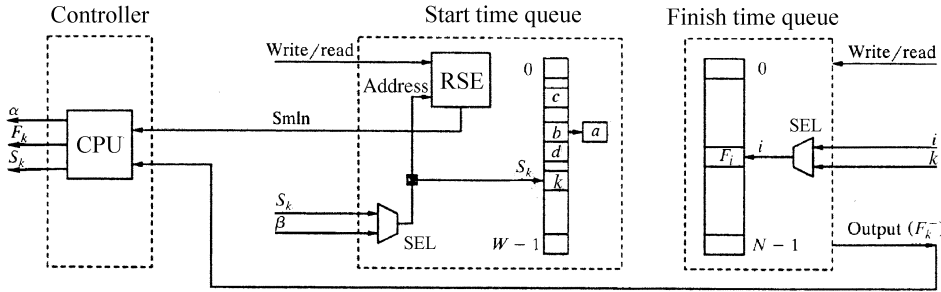 Controller
Start time queue
Finish time queue
Write/read
Address
RSE
0
c
b
a
d
k
W − 1
SmIn
α
F_k
S_k
CPU
S_k
S_k
β
SEL
0
Write/read
SEL
F_i
i
i
k
N − 1
Output (F_k^-)